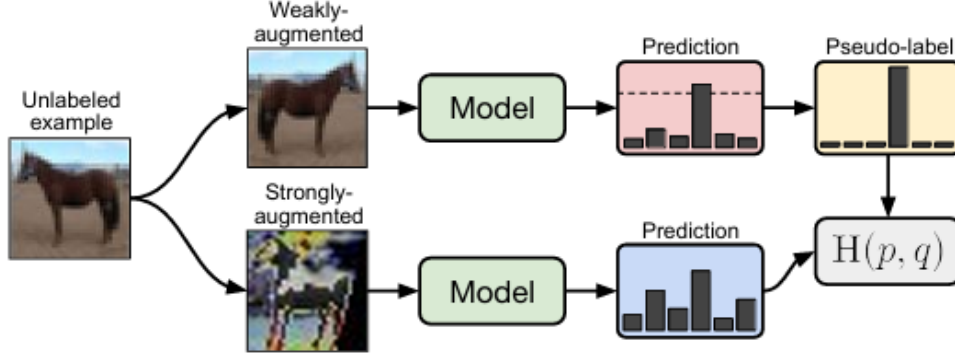 Weakly-
augmented
Unlabeled
example
Model
Prediction
Pseudo-label
Strongly-
augmented
Model
Prediction
H(p, q)